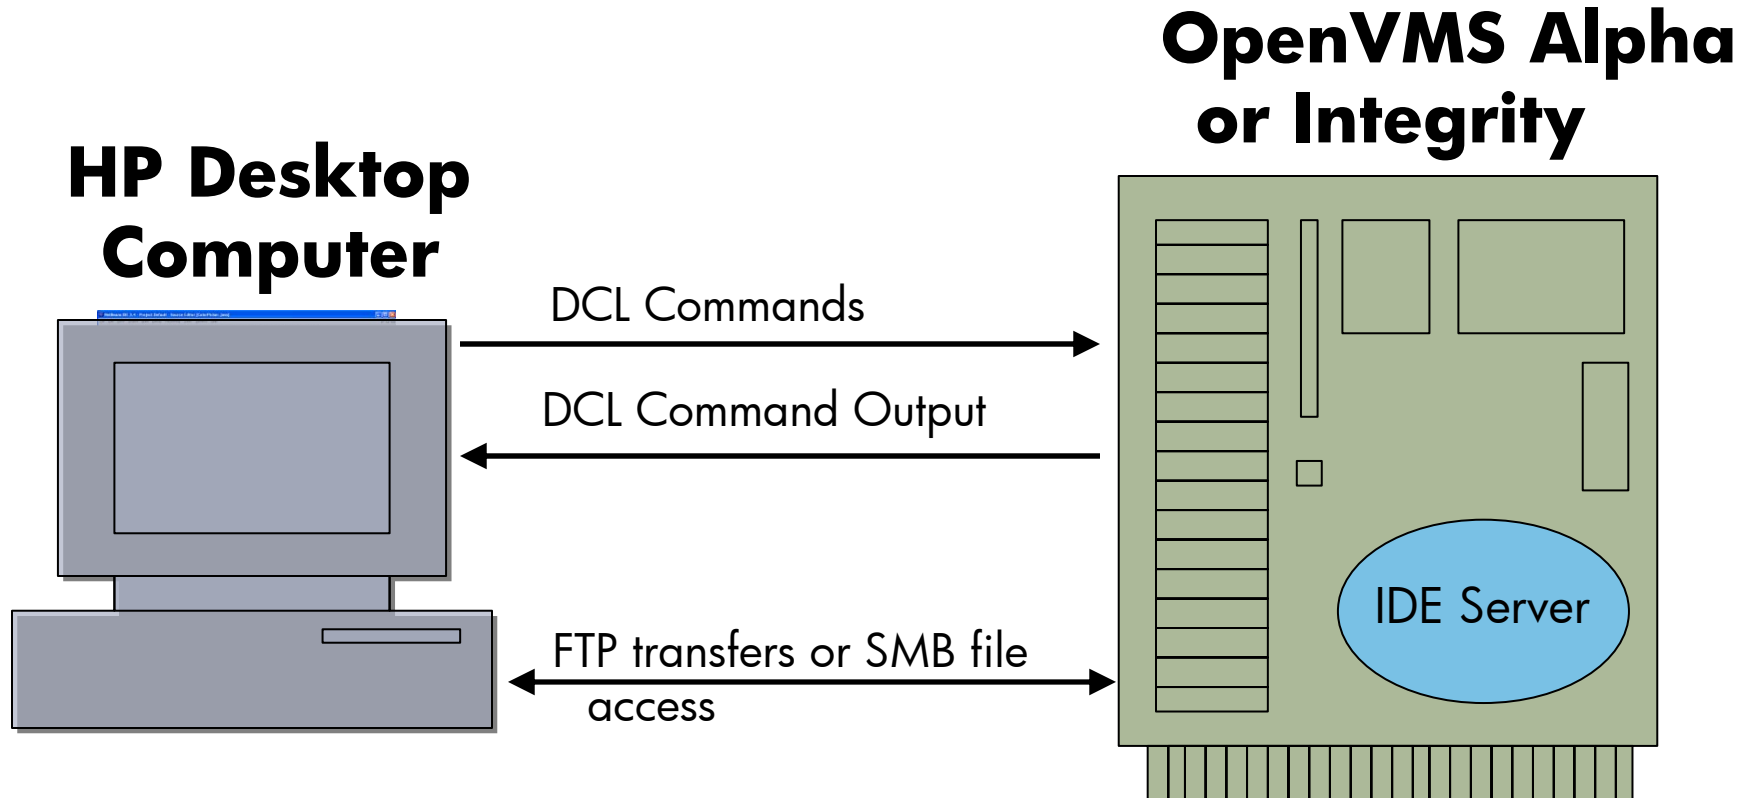 OpenVMS Alpha
or Integrity
HP Desktop
Computer
DCL Commands
DCL Command Output
IDE Server
FTP transfers or SMB file
access